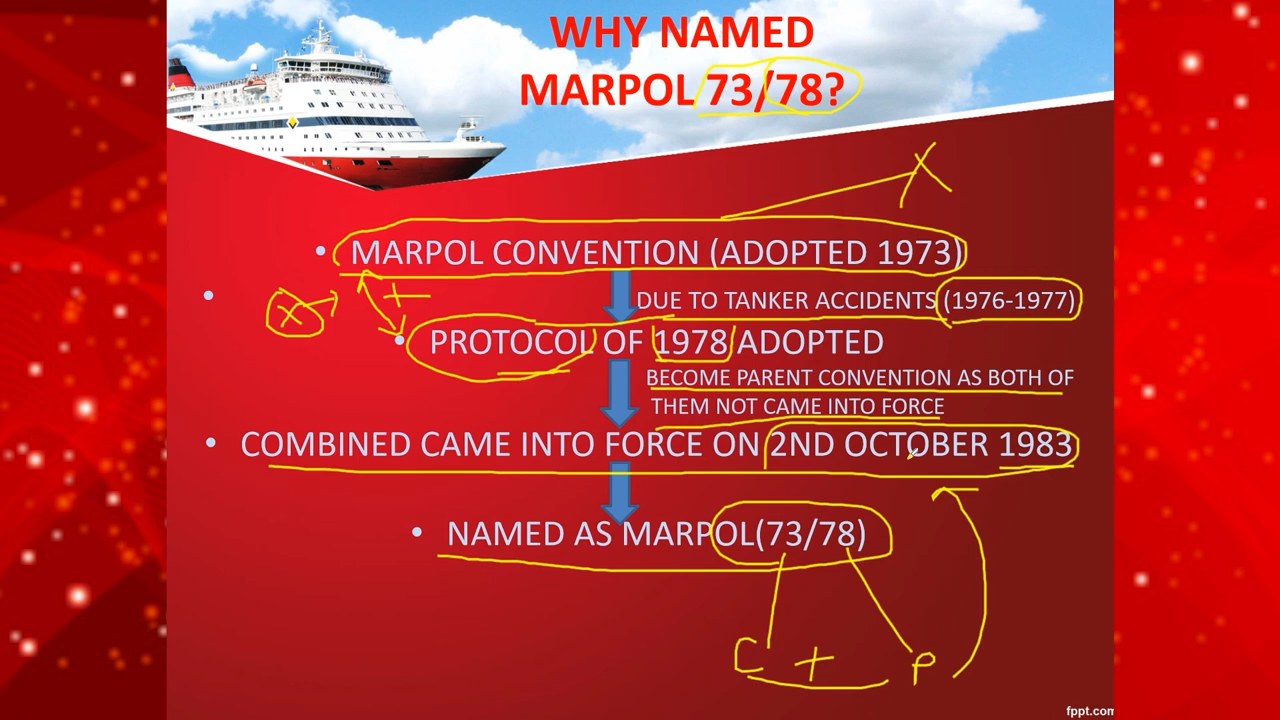 WHY NAMED
MARPOL 73/78?
X
• MARPOL CONVENTION (ADOPTED 1973)
• DUE TO TANKER ACCIDENTS (1976-1977)
X +
• PROTOCOL OF 1978 ADOPTED
BECOME PARENT CONVENTION AS BOTH OF
THEM NOT CAME INTO FORCE
• COMBINED CAME INTO FORCE ON 2ND OCTOBER 1983
• NAMED AS MARPOL(73/78)
C + P
fppt.com